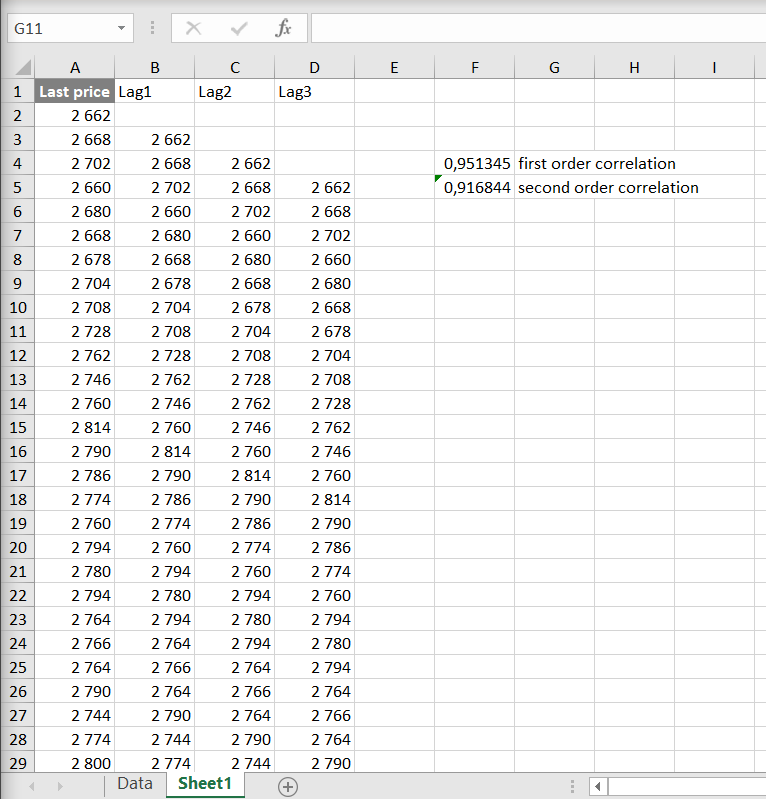 G11 fx
A B C D E F G H I
1 Last price Lag1 Lag2 Lag3
2 2 662
3 2 668 2 662
4 2 702 2 668 2 662 0,951345 first order correlation
5 2 660 2 702 2 668 2 662 0,916844 second order correlation
6 2 680 2 660 2 702 2 668
7 2 668 2 680 2 660 2 702
8 2 678 2 668 2 680 2 660
9 2 704 2 678 2 668 2 680
10 2 708 2 704 2 678 2 668
11 2 728 2 708 2 704 2 678
12 2 762 2 728 2 708 2 704
13 2 746 2 762 2 728 2 708
14 2 760 2 746 2 762 2 728
15 2 814 2 760 2 746 2 762
16 2 790 2 814 2 760 2 746
17 2 786 2 790 2 814 2 760
18 2 774 2 786 2 790 2 814
19 2 760 2 774 2 786 2 790
20 2 794 2 760 2 774 2 786
21 2 780 2 794 2 760 2 774
22 2 794 2 780 2 794 2 760
23 2 764 2 794 2 780 2 794
24 2 766 2 764 2 794 2 780
25 2 764 2 766 2 764 2 794
26 2 790 2 764 2 766 2 764
27 2 744 2 790 2 764 2 766
28 2 774 2 744 2 790 2 764
29 2 800 2 774 2 744 2 790
Data Sheet1